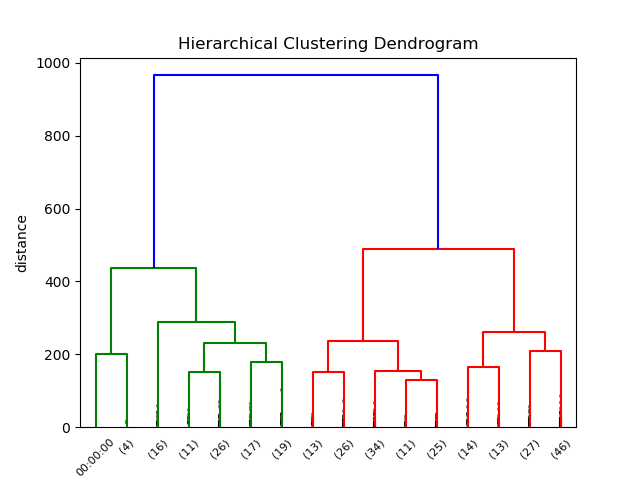 Hierarchical Clustering Dendrogram
1000
800
600
400
200
0
distance
00:00:00 (4) (16) (11) (26) (17) (19) (13) (26) (34) (11) (25) (14) (13) (27) (46)